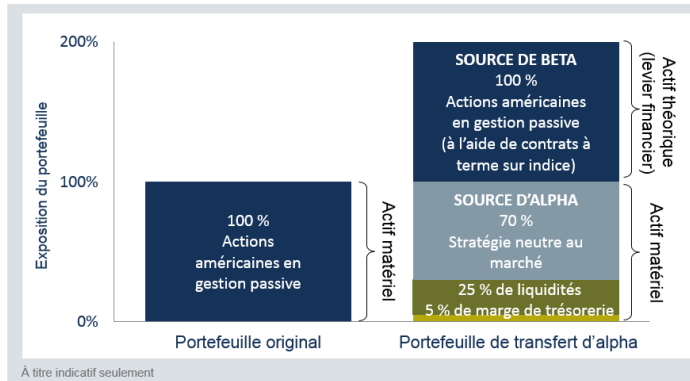 200%
100%
0%
Exposition du portefeuille
100 %
Actions
américaines en
gestion passive
Actif matériel
Portefeuille original
SOURCE DE BETA
100 %
Actions américaines
en gestion passive
(à l'aide de contrats à
terme sur indice)
Actif théorique
(levier financier)
SOURCE D'ALPHA
70 %
Stratégie neutre au
marché
25 % de liquidités
5 % de marge de trésorerie
Actif matériel
Portefeuille de transfert d'alpha
À titre indicatif seulement